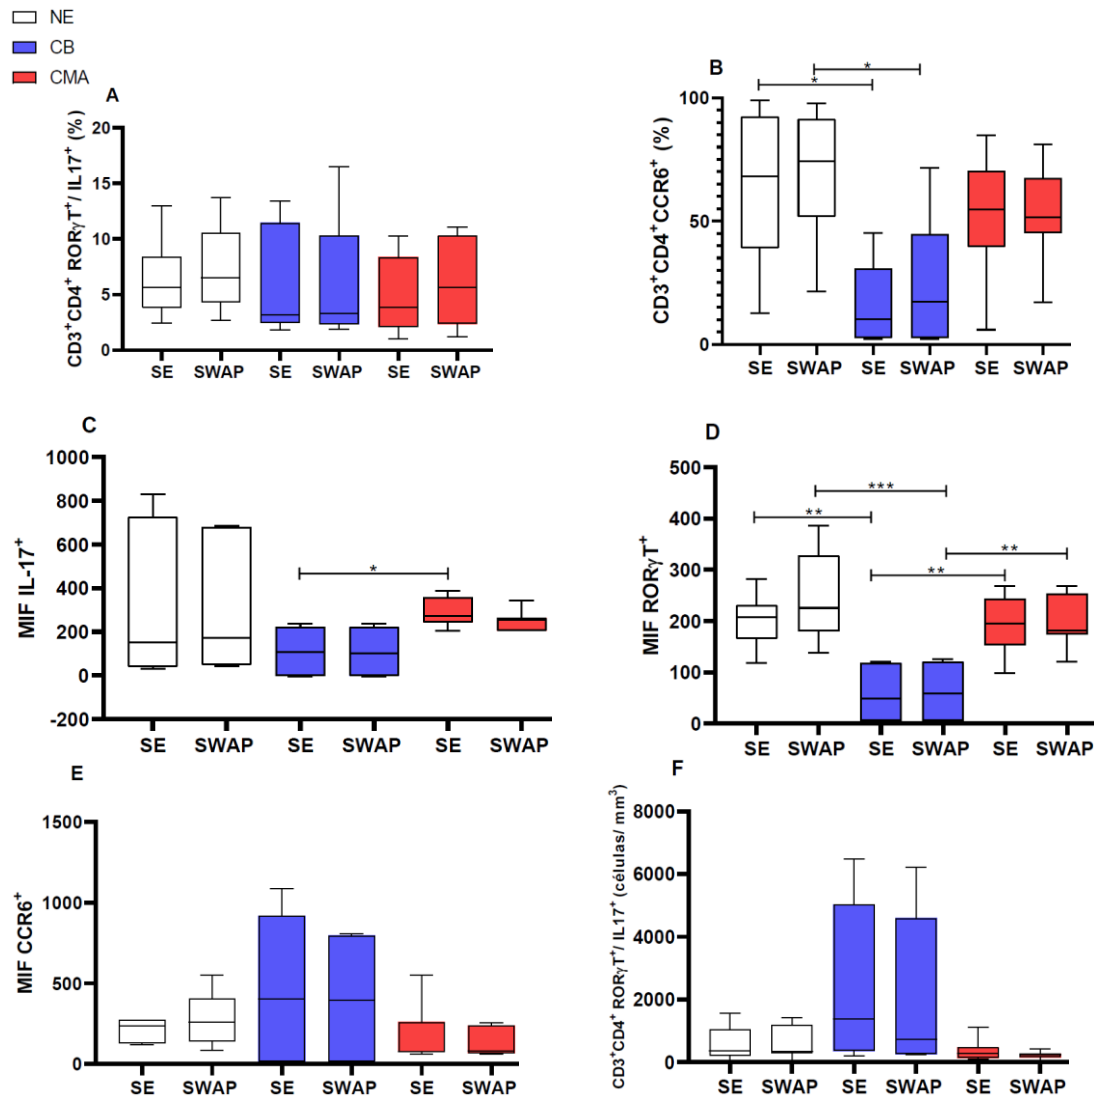 NE
CB
CMA
A
CD3⁺CD4⁺ RORγT⁺/ IL17⁺ (%)
20
15
10
5
0
SE SWAP SE SWAP SE SWAP
B
* 
*
CD3⁺CD4⁺CCR6⁺ (%)
100
50
0
SE SWAP SE SWAP SE SWAP
C
MIF IL-17⁺
1000
800
600
400
200
0
-200
*
SE SWAP SE SWAP SE SWAP
D
MIF RORγT⁺
500
400
300
200
100
0
***
**
**
**
SE SWAP SE SWAP SE SWAP
E
MIF CCR6⁺
1500
1000
500
0
SE SWAP SE SWAP SE SWAP
F
CD3⁺CD4⁺ RORγT⁺/ IL17⁺ (células/ mm³)
8000
6000
4000
2000
0
SE SWAP SE SWAP SE SWAP